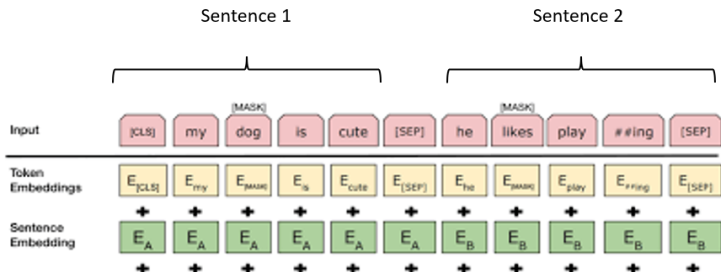 Sentence 1 Sentence 2
[MASK] [MASK]
Input [CLS] my dog is cute [SEP] he likes play ##ing [SEP]
Token Embeddings E[CLS] Emy E[MASK] Eis Ecute E[SEP] Ehe E[MASK] Eplay E##ing E[SEP]
+ + + + + + + + + + +
Sentence Embedding EA EA EA EA EA EA EB EB EB EB EB
+ + + + + + + + + + +